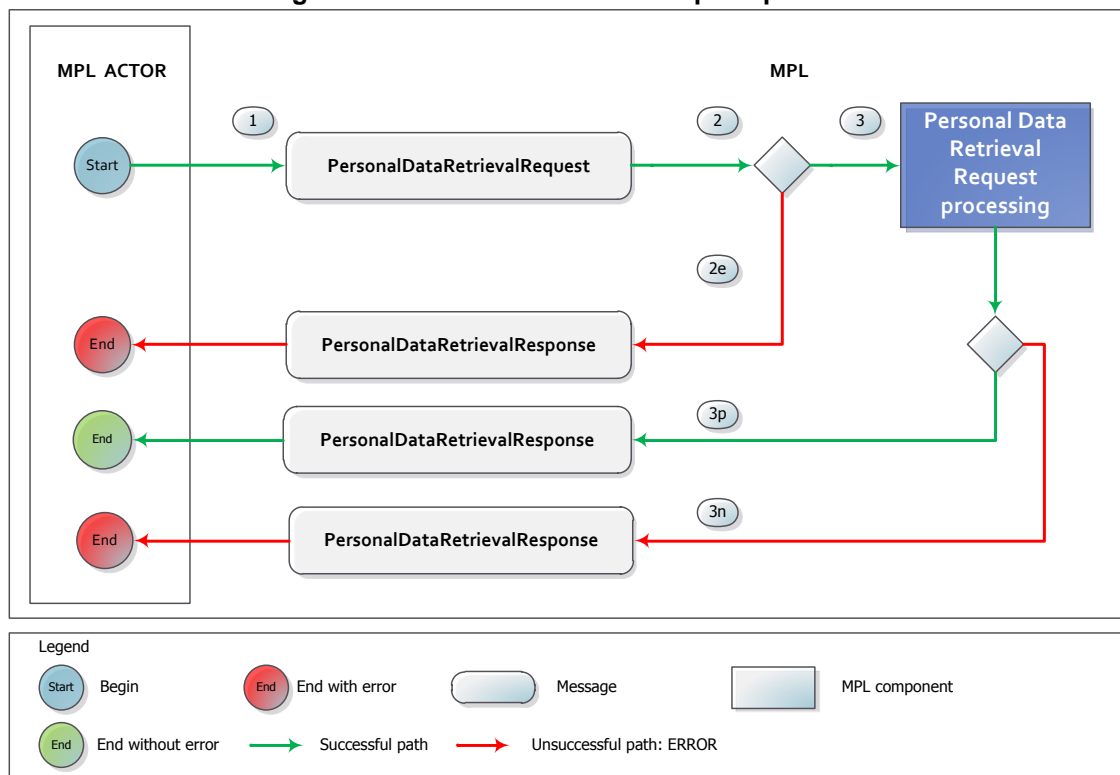 MPL ACTOR
MPL
1
2
3
Start
PersonalDataRetrievalRequest
Personal Data
Retrieval
Request
processing
2e
End
PersonalDataRetrievalResponse
3p
End
PersonalDataRetrievalResponse
3n
End
PersonalDataRetrievalResponse
Legend
Start Begin
End End with error
Message
MPL component
End End without error
Successful path
Unsuccessful path: ERROR